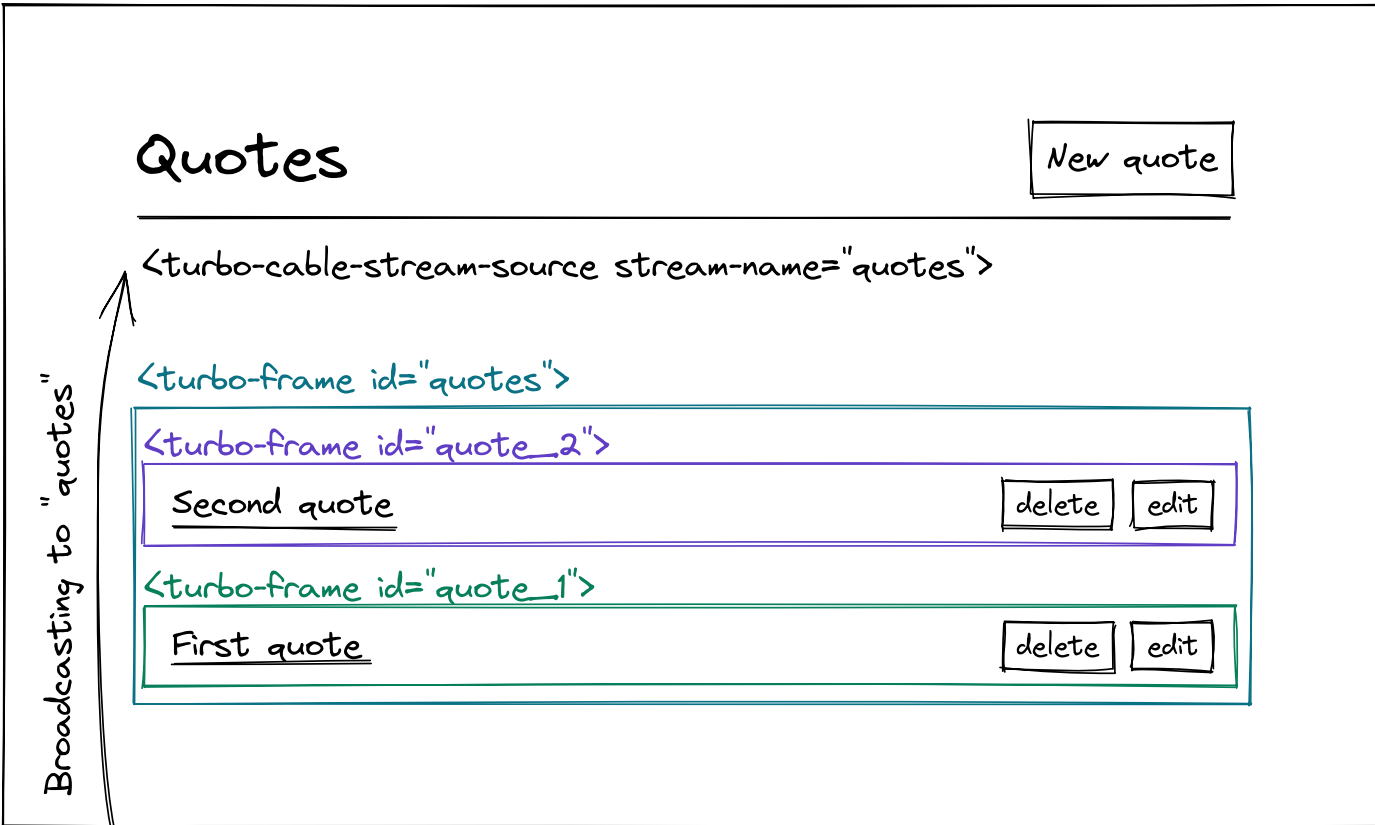 Quotes
New quote
<turbo-cable-stream-source stream-name="quotes">
<turbo-frame id="quotes">
<turbo-frame id="quote_2">
Second quote
delete
edit
<turbo-frame id="quote_1">
First quote
delete
edit
Broadcasting to "quotes"